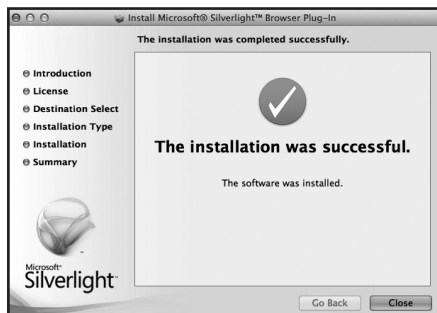 Install Microsoft® Silverlight™ Browser Plug-In
The installation was completed successfully.
Introduction
License
Destination Select
Installation Type
Installation
Summary
The installation was successful.
The software was installed.
Microsoft®
Silverlight™
Go Back
Close